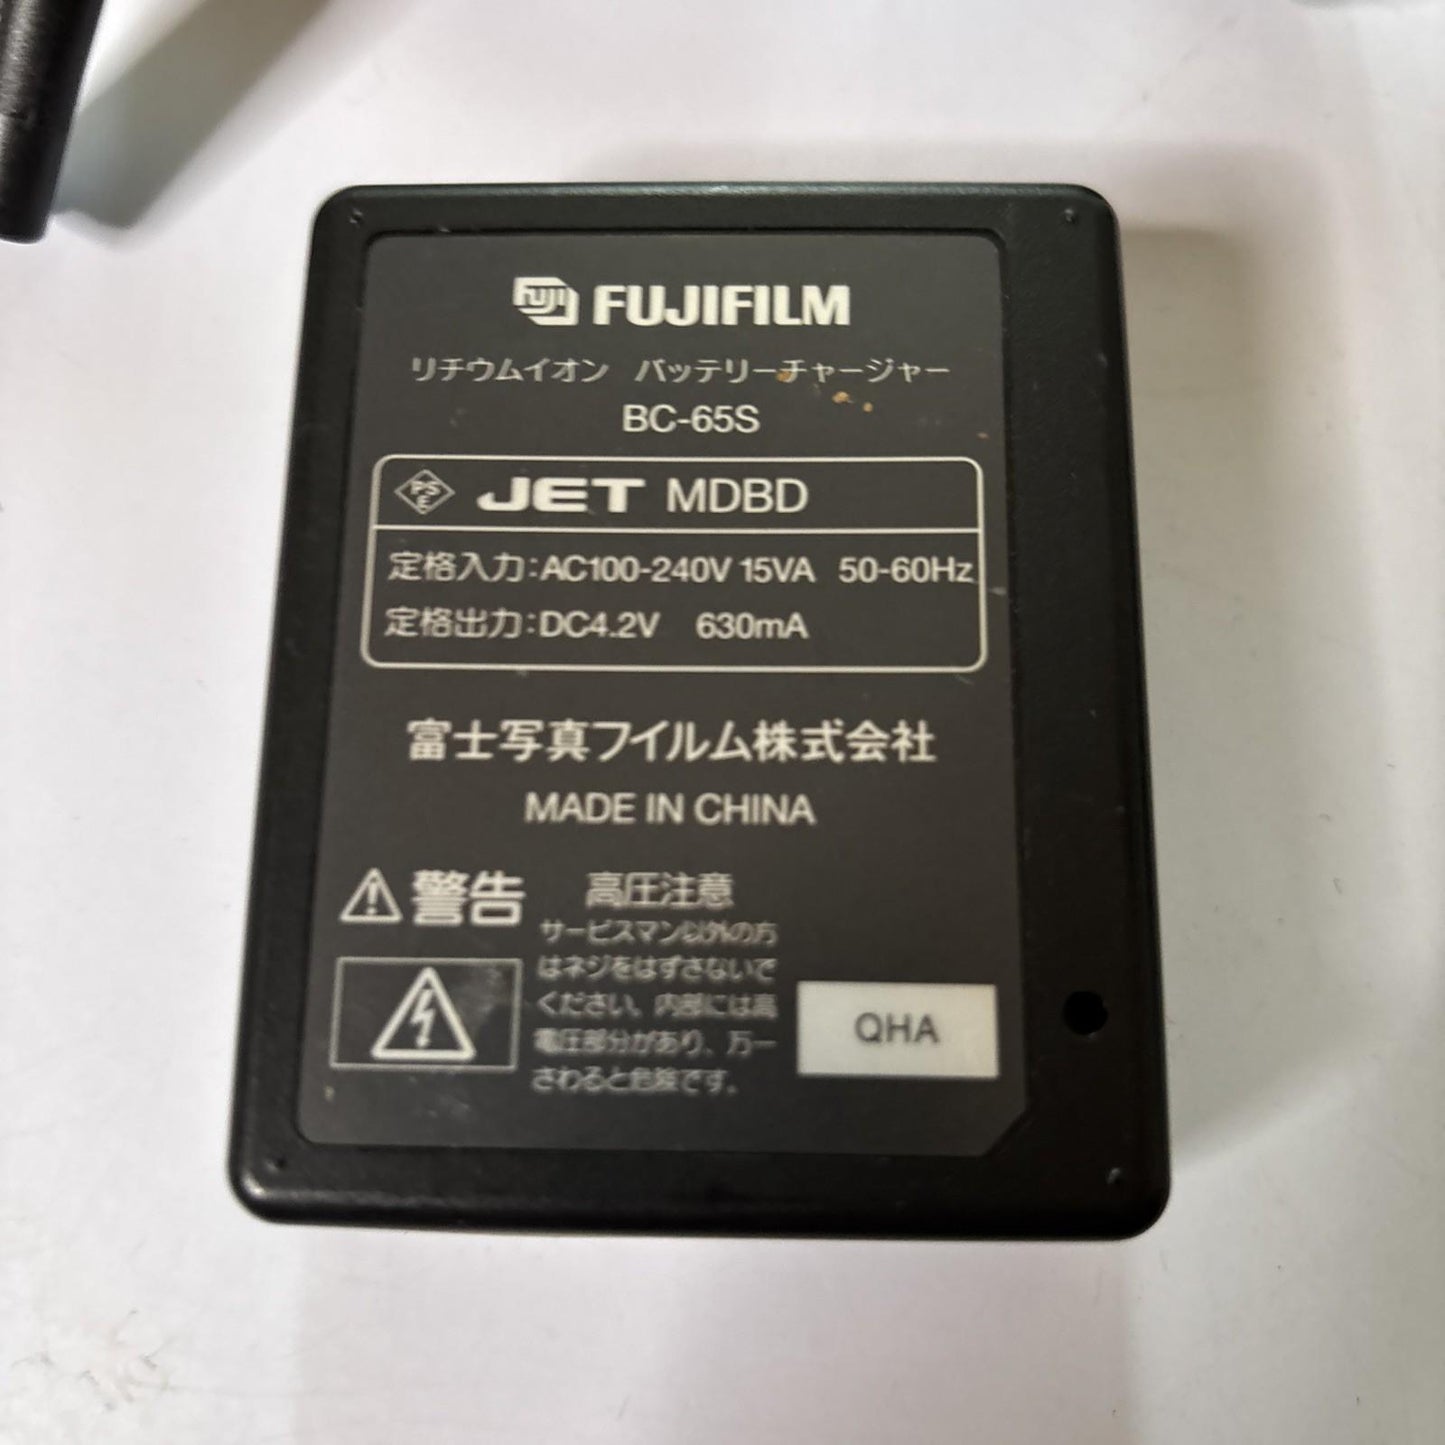 Fuji FUJIFILM
リチウムイオン バッテリーチャージャー
BC-65S
PSE JET MDBD
定格入力:AC100-240V 15VA 50-60Hz
定格出力:DC4.2V 630mA
富士写真フイルム株式会社
MADE IN CHINA
警告
高圧注意
サービスマン以外の方
はネジをはずさないで
ください。内部には高
電圧部分があり、万一
さわると危険です。
QHA